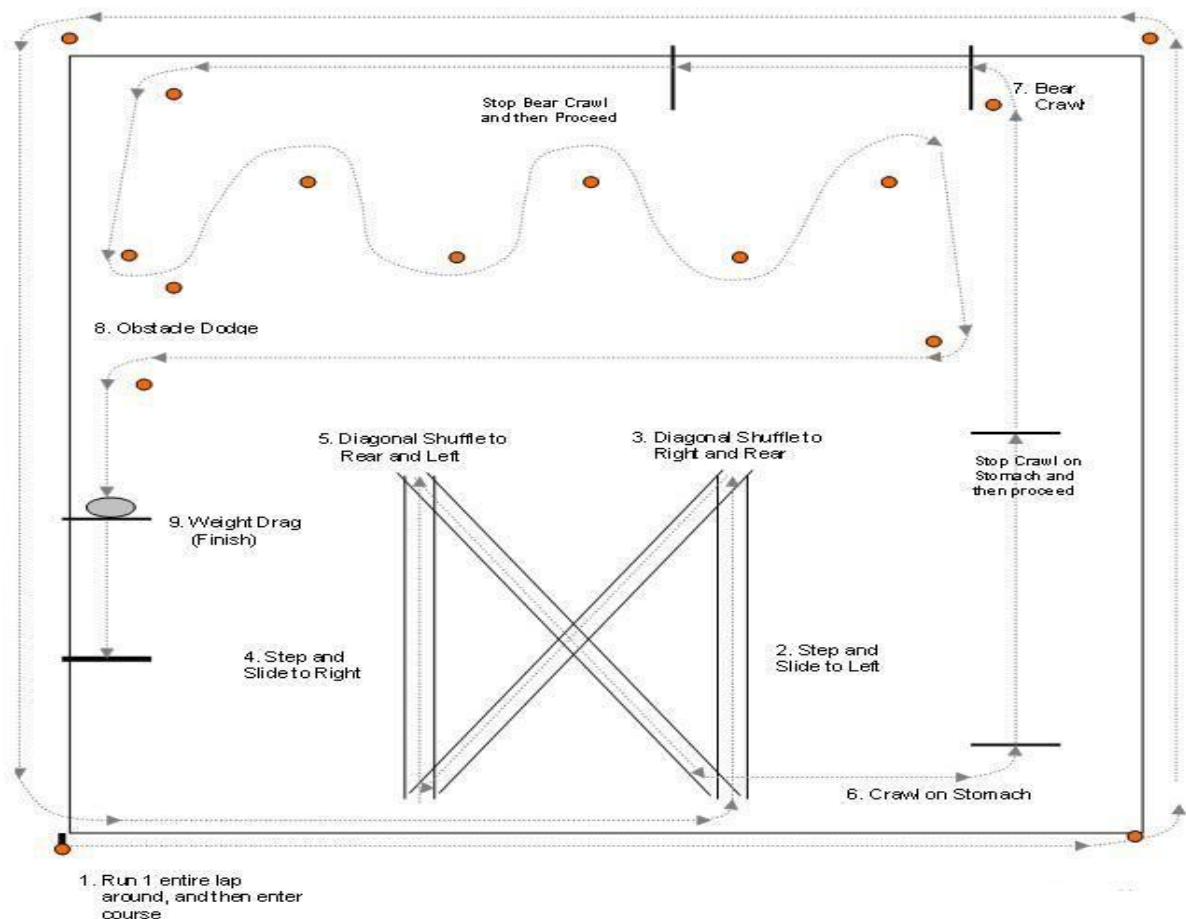 7. Bear
Crawl
Stop Bear Crawl
and then Proceed
8. Obstacle Dodge
5. Diagonal Shuffle to
Rear and Left
3. Diagonal Shuffle to
Right and Rear
Stop Crawl on
Stomach and
then proceed
9. Weight Drag
(Finish)
4. Step and
Slide to Right
2. Step and
Slide to Left
6. Crawl on Stomach
1. Run 1 entire lap
around, and then enter
course